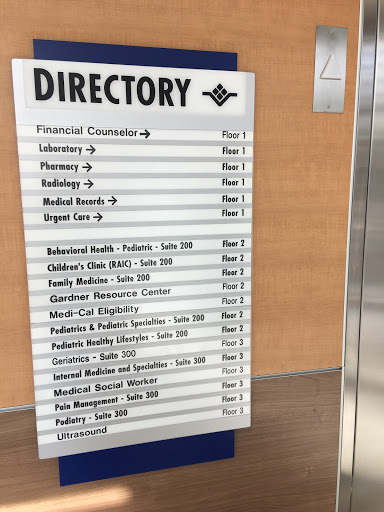 DIRECTORY
Financial Counselor→ Floor 1
Laboratory → Floor 1
Pharmacy→ Floor 1
Radiology → Floor 1
Medical Records→ Floor 1
Urgent Care→ Floor 1
Behavioral Health - Pediatric - Suite 200 Floor 2
Children's Clinic (RAIC) - Suite 200 Floor 2
Family Medicine - Suite 200 Floor 2
Gardner Resource Center Floor 2
Medi-Cal Eligibility Floor 2
Pediatrics & Pediatric Specialties - Suite 200 Floor 2
Pediatric Healthy Lifestyles - Suite 200 Floor 2
Geriatrics - Suite 300 Floor 3
Internal Medicine and Specialties - Suite 300 Floor 3
Medical Social Worker Floor 3
Pain Management - Suite 300 Floor 3
Podiatry - Suite 300 Floor 3
Ultrasound Floor 3